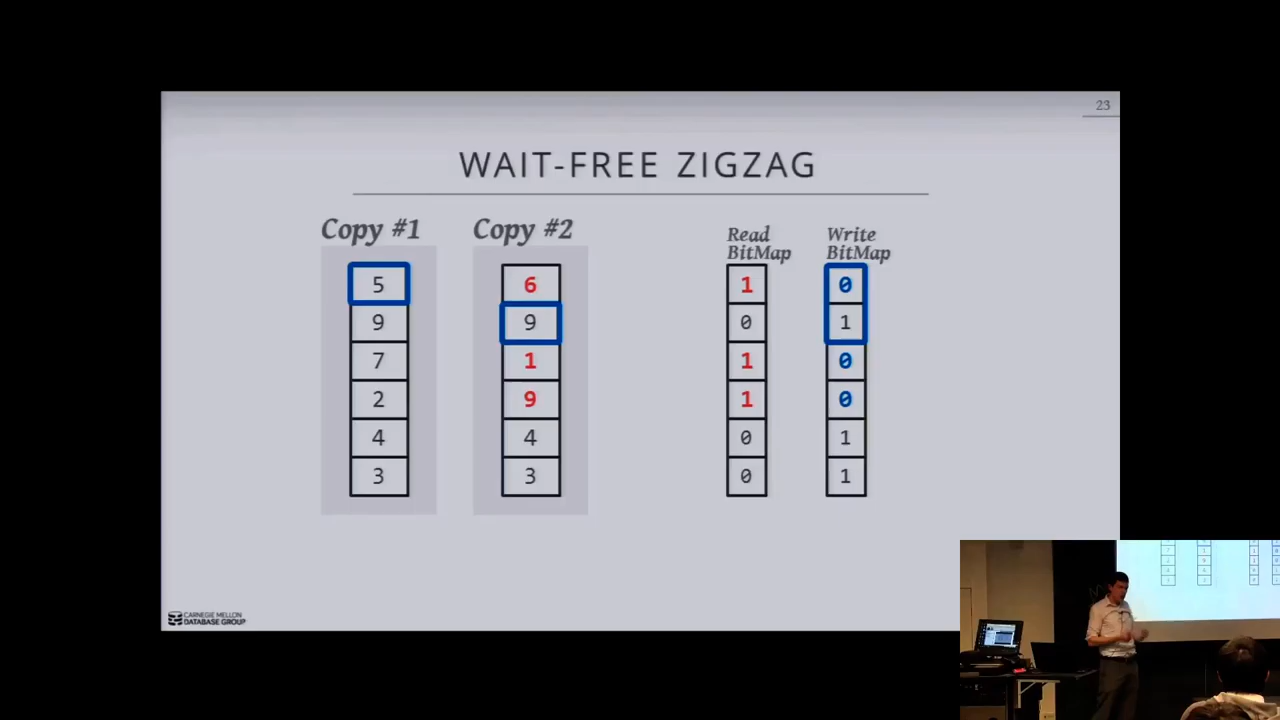 23
WAIT-FREE ZIGZAG
Copy #1
Copy #2
Read
BitMap
Write
BitMap
5
6
1
0
9
9
0
1
7
1
1
0
2
9
1
0
4
4
0
1
3
3
0
1
CARNEGIE MELLON
DATABASE GROUP